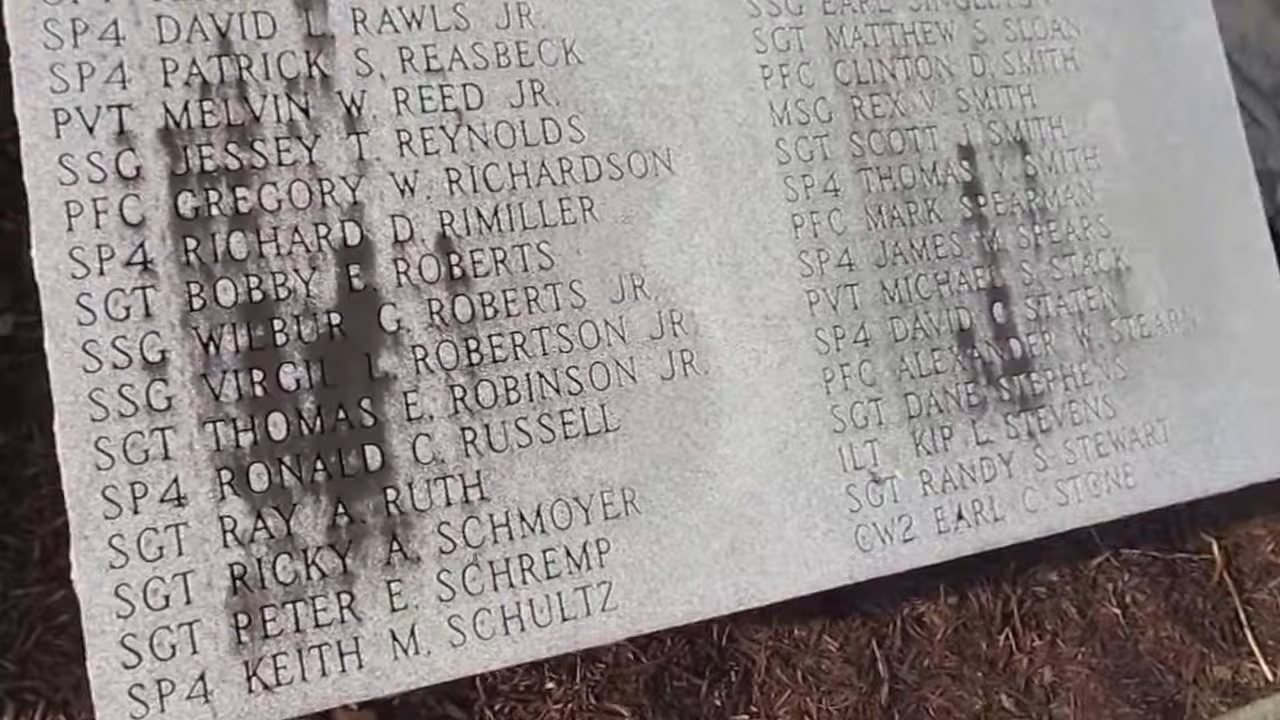 SP4 DAVID L. RAWLS JR.
SP4 PATRICK S. REASBECK
PVT MELVIN W. REED JR.
SSG JESSEY T. REYNOLDS
PFC GREGORY W. RICHARDSON
SP4 RICHARD D. RIMILLER
SGT BOBBY E. ROBERTS
SSG WILBUR G. ROBERTS JR.
SSG VIRGIL L. ROBERTSON JR.
SGT THOMAS E. ROBINSON JR.
SP4 RONALD C. RUSSELL
SGT RAY A. RUTH
SGT RICKY A. SCHMOYER
SGT PETER E. SCHREMP
SP4 KEITH M. SCHULTZ
SSG EARL
SGT MATTHEW S. SLOAN
PFC CLINTON D. SMITH
MSG REX V. SMITH
SGT SCOTT J. SMITH
SP4 THOMAS V. SMITH
PFC MARK SPEARMAN
SP4 JAMES M. SPEARS
PVT MICHAEL S. STACK
SP4 DAVID C. STATEN
PFC ALEXANDER W. STEARN
SGT DANE STEPHENS
1LT KIP L. STEVENS
SGT RANDY S. STEWART
CW2 EARL C. STONE